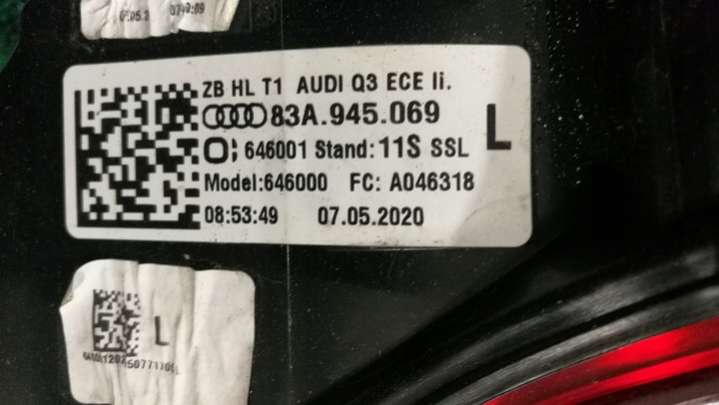 ZB HL T1 AUDI Q3 ECE li.
83A.945.069
L
646001 Stand: 11S SSL
Model:646000 FC: A046318
08:53:49 07.05.2020
L